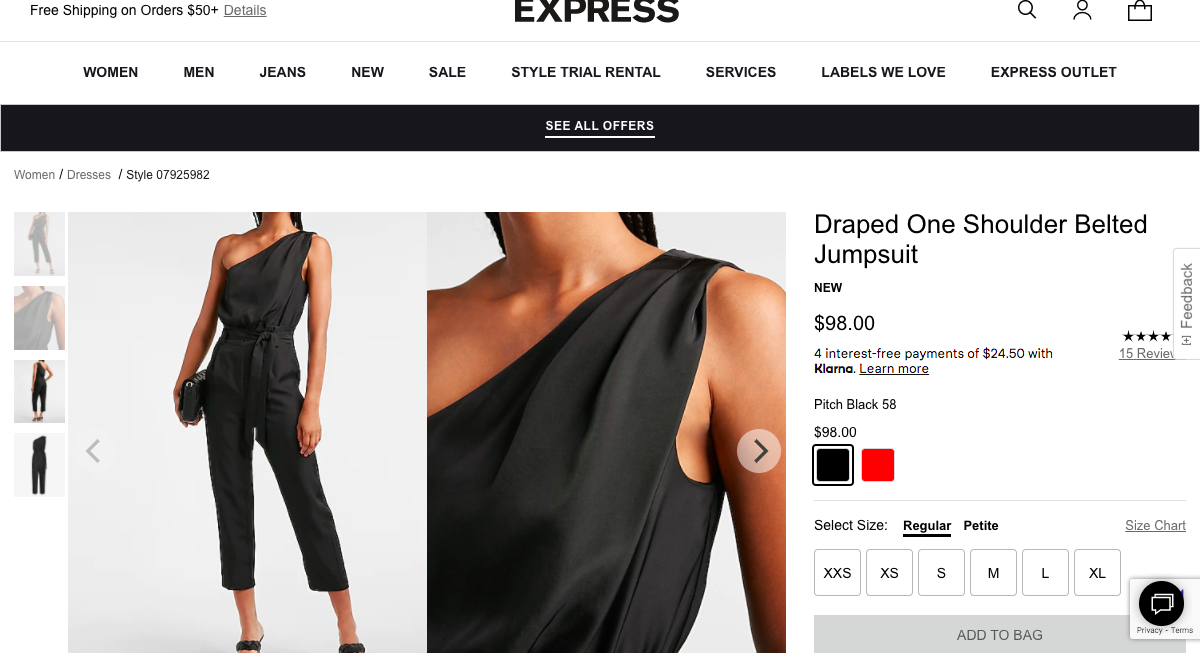 Free Shipping on Orders $50+ Details
EXPRESS
WOMEN MEN JEANS NEW SALE STYLE TRIAL RENTAL SERVICES LABELS WE LOVE EXPRESS OUTLET
SEE ALL OFFERS
Women / Dresses / Style 07925982
Draped One Shoulder Belted
Jumpsuit
NEW
$98.00
4 interest-free payments of $24.50 with
Klarna. Learn more
15
Pitch Black 58
$98.00
Select Size: Regular Petite Size Chart
XXS XS S M L XL
ADD TO BAG
[+] Feedback
Privacy - Terms